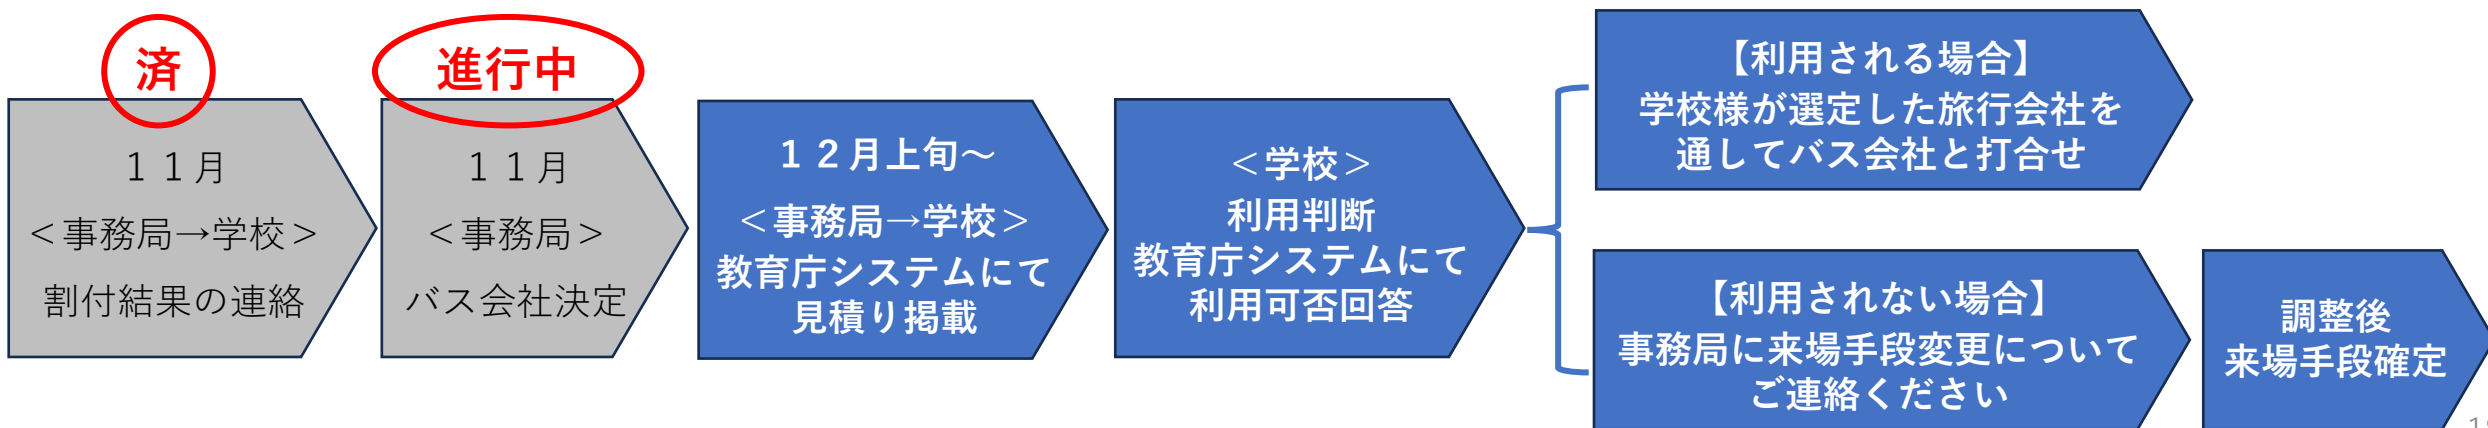 済
１１月
＜事務局→学校＞
割付結果の連絡
進行中
１１月
＜事務局＞
バス会社決定
１２月上旬～
＜事務局→学校＞
教育庁システムにて
見積り掲載
＜学校＞
利用判断
教育庁システムにて
利用可否回答
【利用される場合】
学校様が選定した旅行会社を
通してバス会社と打合せ
【利用されない場合】
事務局に来場手段変更について
ご連絡ください
調整後
来場手段確定